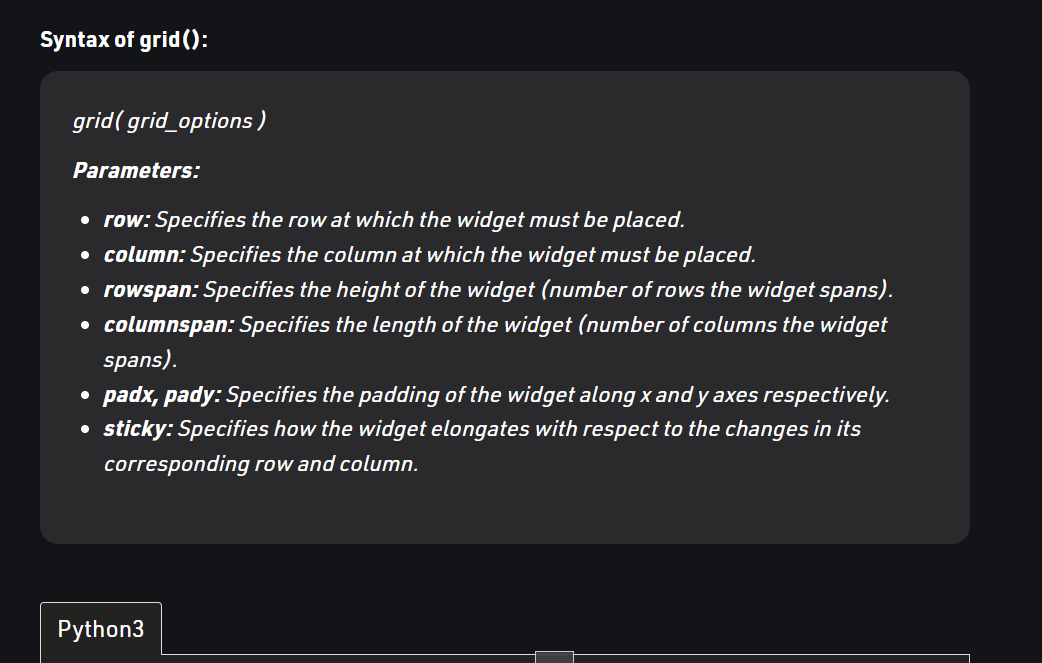 Syntax of grid():
grid( grid_options )
Parameters:
• row: Specifies the row at which the widget must be placed.
• column: Specifies the column at which the widget must be placed.
• rowspan: Specifies the height of the widget (number of rows the widget spans).
• columnspan: Specifies the length of the widget (number of columns the widget
spans).
• padx, pady: Specifies the padding of the widget along x and y axes respectively.
• sticky: Specifies how the widget elongates with respect to the changes in its
corresponding row and column.
Python3